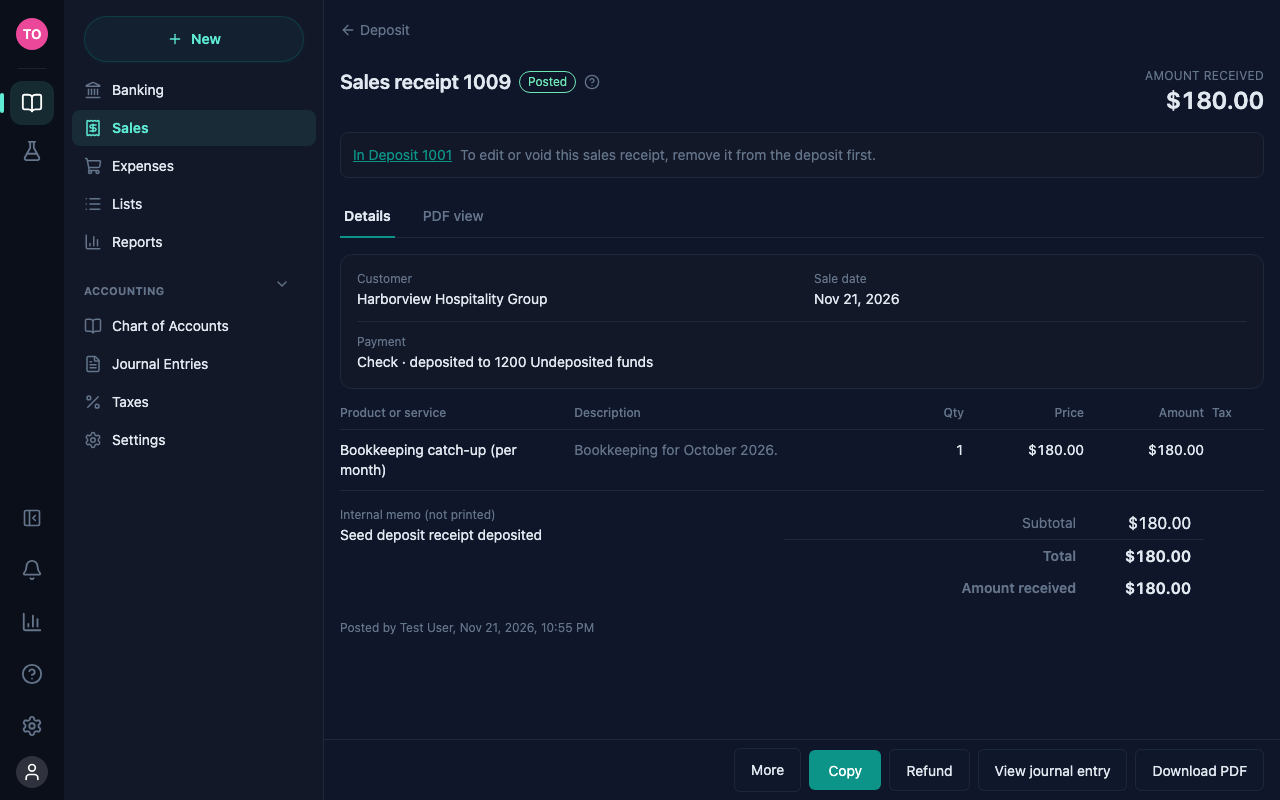 TO
New
Banking
Sales
Expenses
Lists
Reports
ACCOUNTING
Chart of Accounts
Journal Entries
Taxes
Settings
Deposit
Sales receipt 1009
Posted
AMOUNT RECEIVED
$180.00
In Deposit 1001 To edit or void this sales receipt, remove it from the deposit first.
Details PDF view
Customer Sale date
Harborview Hospitality Group Nov 21, 2026
Payment
Check · deposited to 1200 Undeposited funds
Product or service Description Qty Price Amount Tax
Bookkeeping catch-up (per Bookkeeping for October 2026. 1 $180.00 $180.00
month)
Internal memo (not printed)
Seed deposit receipt deposited
Subtotal $180.00
Total $180.00
Amount received $180.00
Posted by Test User, Nov 21, 2026, 10:55 PM
More Copy Refund View journal entry Download PDF